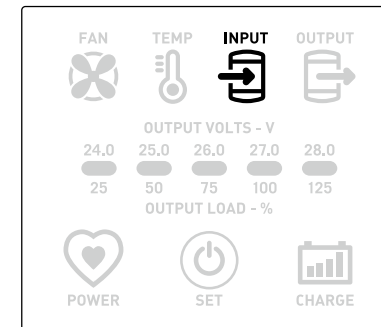 FAN TEMP INPUT OUTPUT
OUTPUT VOLTS - V
24.0 25.0 26.0 27.0 28.0
25 50 75 100 125
OUTPUT LOAD - %
POWER SET CHARGE